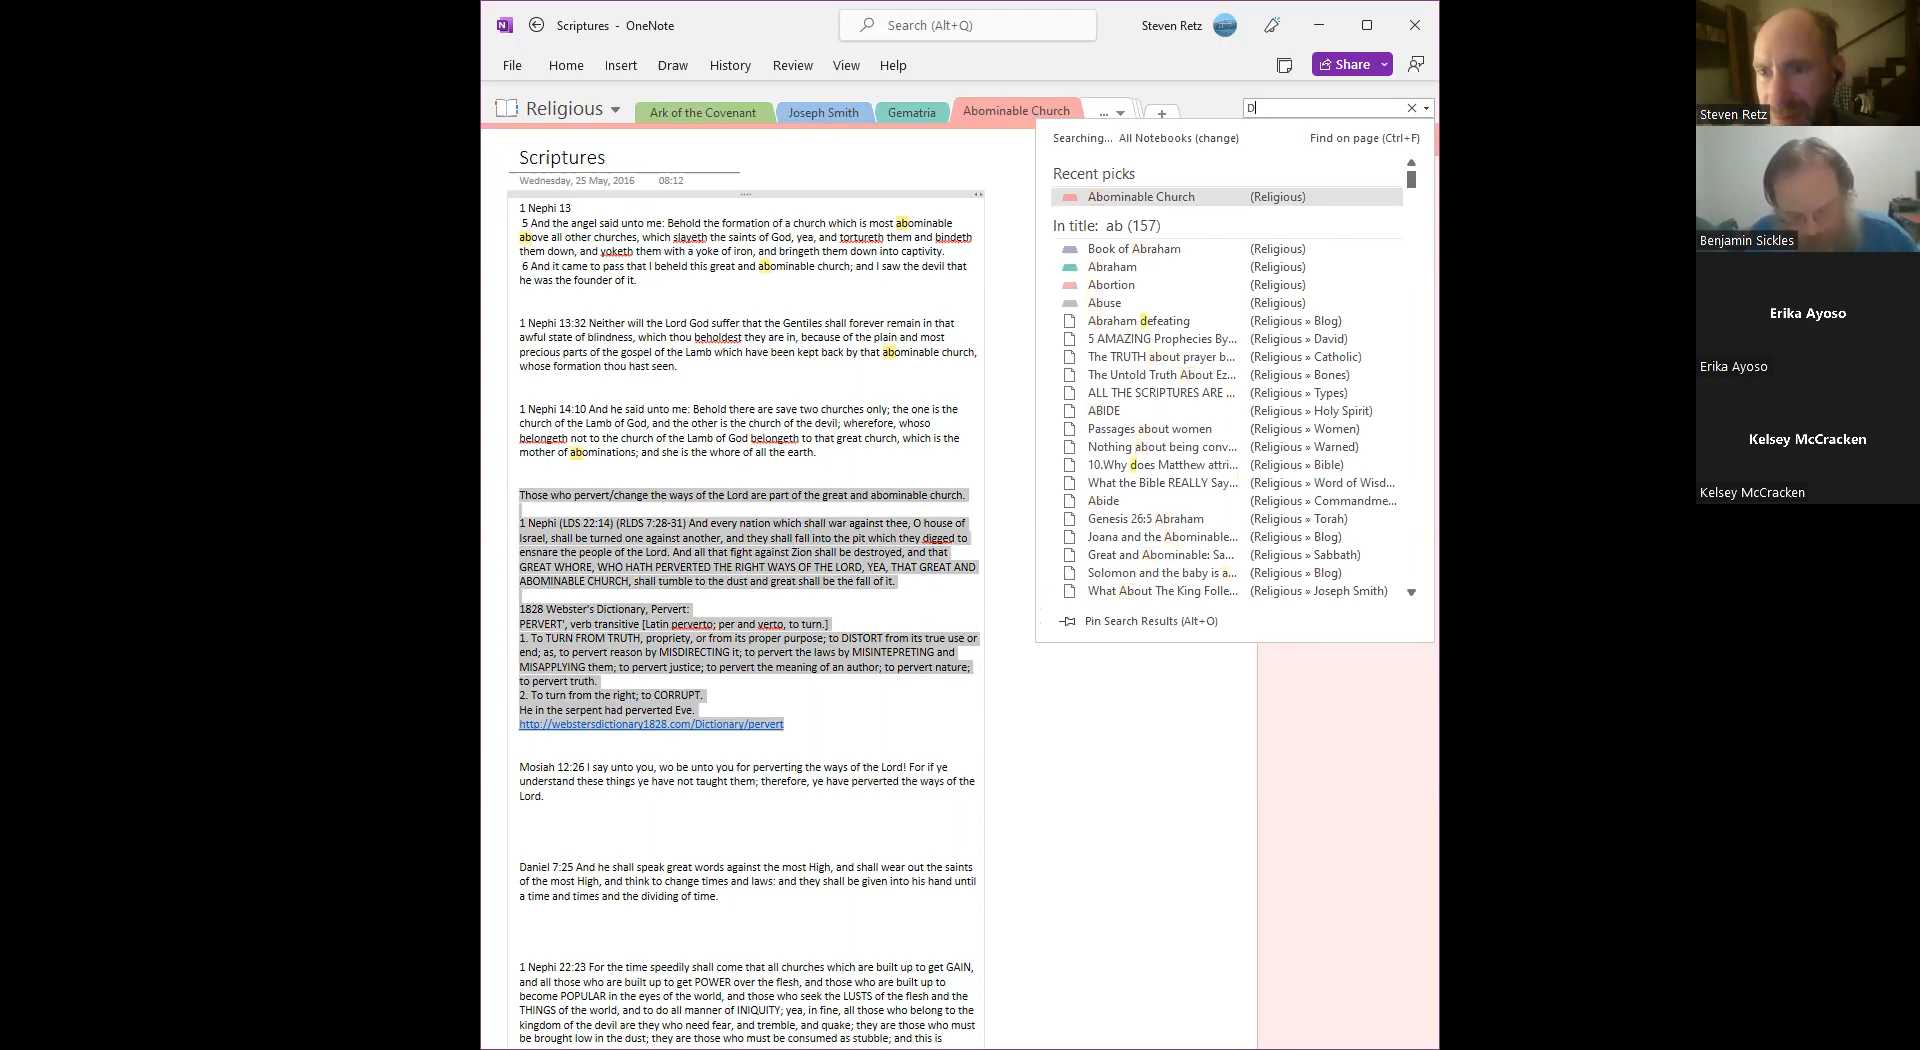 Scriptures - OneNote
Search (Alt+Q)
Steven Retz
File Home Insert Draw History Review View Help
Share
Religious
Ark of the Covenant
Joseph Smith
Gematria
Abominable Church
...
D
Searching... All Notebooks (change)
Find on page (Ctrl+F)
Recent picks
Abominable Church (Religious)
In title: ab (157)
Book of Abraham (Religious)
Abraham (Religious)
Abortion (Religious)
Abuse (Religious)
Abraham defeating (Religious » Blog)
5 AMAZING Prophecies By... (Religious » David)
The TRUTH about prayer b... (Religious » Catholic)
The Untold Truth About Ez... (Religious » Bones)
ALL THE SCRIPTURES ARE ... (Religious » Types)
ABIDE (Religious » Holy Spirit)
Passages about women (Religious » Women)
Nothing about being conv... (Religious » Warned)
10.Why does Matthew attri... (Religious » Bible)
What the Bible REALLY Say... (Religious » Word of Wisd...
Abide (Religious » Commandme...
Genesis 26:5 Abraham (Religious » Torah)
Joana and the Abominable... (Religious » Blog)
Great and Abominable: Sa... (Religious » Sabbath)
Solomon and the baby is a... (Religious » Blog)
What About The King Folle... (Religious » Joseph Smith)
Pin Search Results (Alt+O)
Scriptures
Wednesday, 25 May, 2016 08:12
1 Nephi 13
5 And the angel said unto me: Behold the formation of a church which is most abominable
above all other churches, which slayeth the saints of God, yea, and tortureth them and bindeth
them down, and yoketh them with a yoke of iron, and bringeth them down into captivity.
6 And it came to pass that I beheld this great and abominable church; and I saw the devil that
he was the founder of it.
1 Nephi 13:32 Neither will the Lord God suffer that the Gentiles shall forever remain in that
awful state of blindness, which thou beholdest they are in, because of the plain and most
precious parts of the gospel of the Lamb which have been kept back by that abominable church,
whose formation thou hast seen.
1 Nephi 14:10 And he said unto me: Behold there are save two churches only; the one is the
church of the Lamb of God, and the other is the church of the devil; wherefore, whoso
belongeth not to the church of the Lamb of God belongeth to that great church, which is the
mother of abominations; and she is the whore of all the earth.
Those who pervert/change the ways of the Lord are part of the great and abominable church.
1 Nephi (LDS 22:14) (RLDS 7:28-31) And every nation which shall war against thee, O house of
Israel, shall be turned one against another, and they shall fall into the pit which they digged to
ensnare the people of the Lord. And all that fight against Zion shall be destroyed, and that
GREAT WHORE, WHO HATH PERVERTED THE RIGHT WAYS OF THE LORD, YEA, THAT GREAT AND
ABOMINABLE CHURCH, shall tumble to the dust and great shall be the fall of it.
1828 Webster's Dictionary, Pervert:
PERVERT', verb transitive [Latin perverto; per and verto, to turn.]
1. To TURN FROM TRUTH, propriety, or from its proper purpose; to DISTORT from its true use or
end; as, to pervert reason by MISDIRECTING it; to pervert the laws by MISINTEPRETING and
MISAPPLYING them; to pervert justice; to pervert the meaning of an author; to pervert nature;
to pervert truth.
2. To turn from the right; to CORRUPT.
He in the serpent had perverted Eve.
http://webstersdictionary1828.com/Dictionary/pervert
Mosiah 12:26 I say unto you, wo be unto you for perverting the ways of the Lord! For if ye
understand these things ye have not taught them; therefore, ye have perverted the ways of the
Lord.
Daniel 7:25 And he shall speak great words against the most High, and shall wear out the saints
of the most High, and think to change times and laws: and they shall be given into his hand until
a time and times and the dividing of time.
1 Nephi 22:23 For the time speedily shall come that all churches which are built up to get GAIN,
and all those who are built up to get POWER over the flesh, and those who are built up to
become POPULAR in the eyes of the world, and those who seek the LUSTS of the flesh and the
THINGS of the world, and to do all manner of INIQUITY; yea, in fine, all those who belong to the
kingdom of the devil are they who need fear, and tremble, and quake; they are those who must
be brought low in the dust; they are those who must be consumed as stubble; and this is
Steven Retz
Benjamin Sickles
Erika Ayoso
Erika Ayoso
Kelsey McCracken
Kelsey McCracken